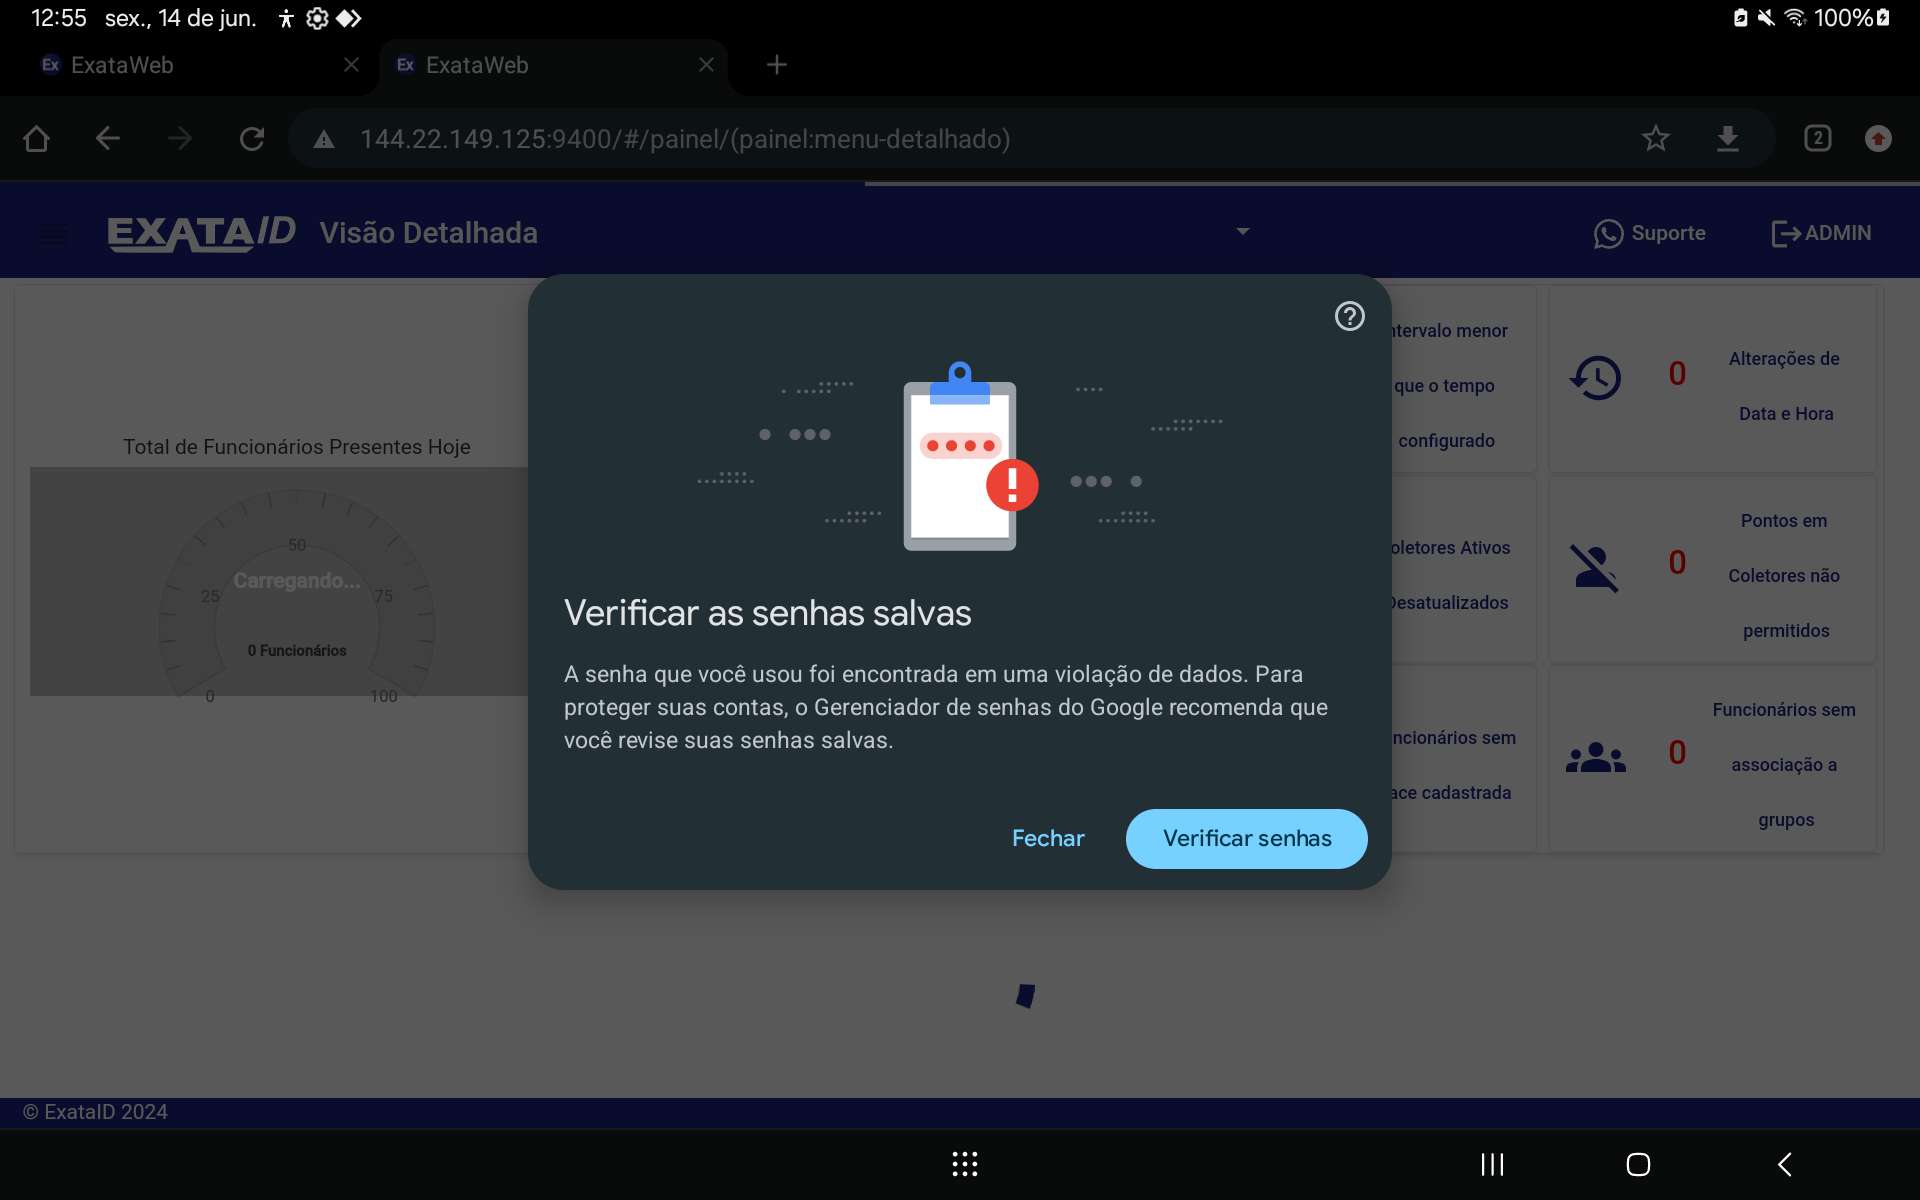 12:55 sex., 14 de jun. 100%
Ex ExataWeb Ex ExataWeb
144.22.149.125:9400/#/painel/(painel:menu-detalhado) 2
EXATAID Visão Detalhada Suporte ADMIN
Total de Funcionários Presentes Hoje
50
Carregando...
25 75
0 Funcionários
0 100
Verificar as senhas salvas
A senha que você usou foi encontrada em uma violação de dados. Para
proteger suas contas, o Gerenciador de senhas do Google recomenda que
você revise suas senhas salvas.
Fechar Verificar senhas
ntervalo menor
que o tempo
configurado
0 Alterações de
Data e Hora
oletores Ativos
Desatualizados
0 Pontos em
Coletores não
permitidos
ncionários sem
ace cadastrada
0 Funcionários sem
associação a
grupos
© ExataID 2024